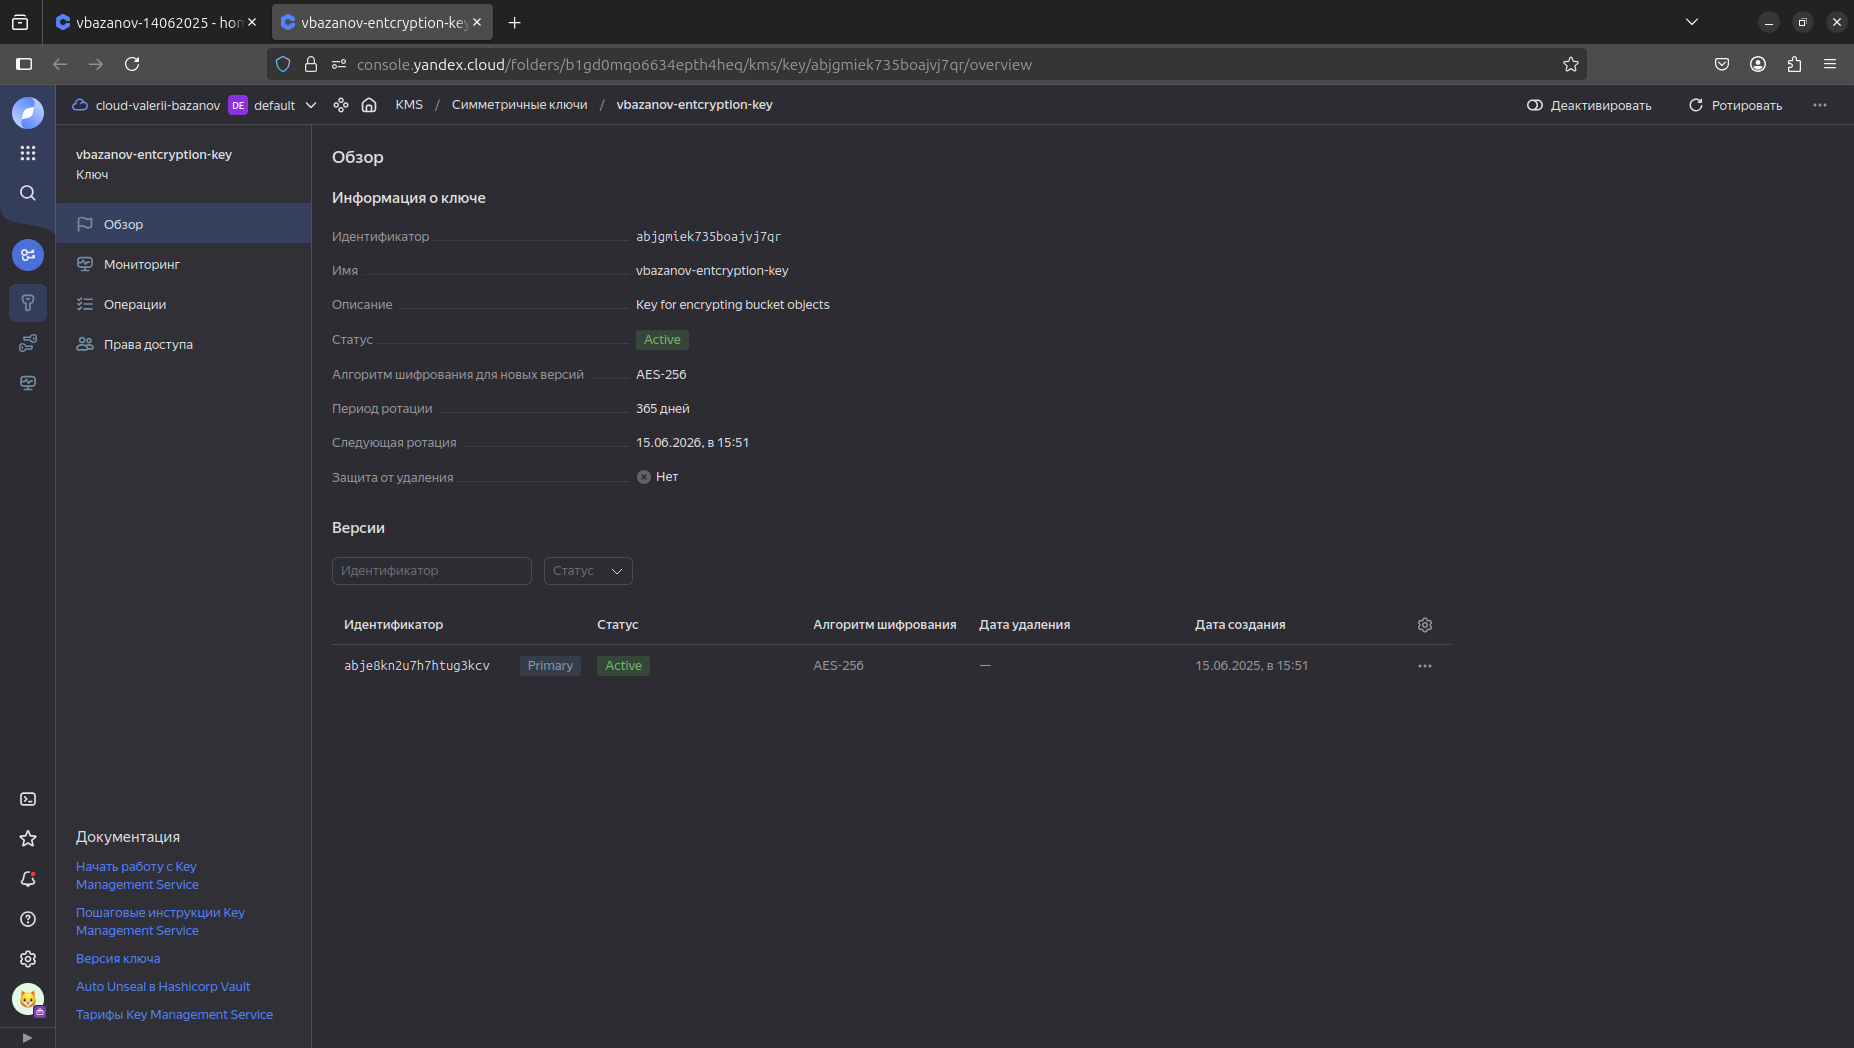 vbazanov-14062025 - hom
vbazanov-entcryption-key
console.yandex.cloud/folders/b1gd0mqo6634epth4heq/kms/key/abjgmiek735boajvj7qr/overview
cloud-valerii-bazanov DE default KMS / Симметричные ключи / vbazanov-entcryption-key Деактивировать Ротировать
vbazanov-entcryption-key
Ключ
Обзор
Мониторинг
Операции
Права доступа
Документация
Начать работу с Key
Management Service
Пошаговые инструкции Key
Management Service
Версия ключа
Auto Unseal в Hashicorp Vault
Тарифы Key Management Service
Обзор
Информация о ключе
Идентификатор abjgmiek735boajvj7qr
Имя vbazanov-entcryption-key
Описание Key for encrypting bucket objects
Статус Active
Алгоритм шифрования для новых версий AES-256
Период ротации 365 дней
Следующая ротация 15.06.2026, в 15:51
Защита от удаления Нет
Версии
Идентификатор Статус
Идентификатор Статус Алгоритм шифрования Дата удаления Дата создания
abje8kn2u7h7htug3kcv Primary Active AES-256 — 15.06.2025, в 15:51